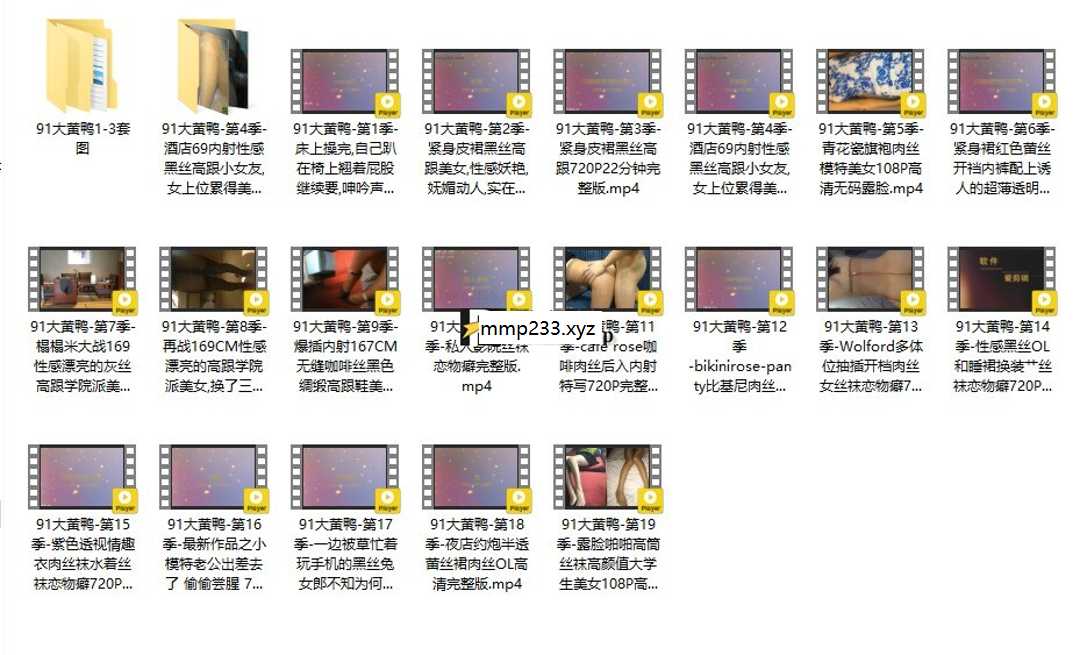 91大黄鸭1-3套
图
91大黄鸭-第4季-
酒店69内射性感
黑丝高跟小女友,
女上位累得美...
91大黄鸭-第1季-
床上操完,自己趴
在椅上翘着屁股
继续要,呻吟声...
91大黄鸭-第2季-
紧身皮裙黑丝高
跟美女,性感妖艳,
妩媚动人,实在...
91大黄鸭-第3季-
紧身皮裙黑丝高
跟720P22分钟完
整版.mp4
91大黄鸭-第4季-
酒店69内射性感
黑丝高跟小女友,
女上位累得美...
91大黄鸭-第5季-
青花瓷旗袍肉丝
模特美女108P高
清无码露脸.mp4
91大黄鸭-第6季-
紧身裙红色蕾丝
开裆内裤配上诱
人的超薄透明...
91大黄鸭-第7季-
榻榻米大战169
性感漂亮的灰丝
高跟学院派美...
91大黄鸭-第8季-
再战169CM性感
漂亮的高跟学院
派美女,换了三...
91大黄鸭-第9季-
爆插内射167CM
无缝咖啡丝黑色
绸缎高跟鞋美...
91大
季-私人影院丝袜
恋物癖完整版.
mp4
mmp233.xyz
鸭-第11
季-cafe rose咖
啡肉丝后入内射
特写720P完整...
91大黄鸭-第12
季
-bikinirose-pan
ty比基尼肉丝...
91大黄鸭-第13
季-Wolford多体
位抽插开档肉丝
女丝袜恋物癖7...
软件
爱剪辑
91大黄鸭-第14
季-性感黑丝OL
和睡裙换装艹丝
袜恋物癖720P...
91大黄鸭-第15
季-紫色透视情趣
衣肉丝袜水着丝
袜恋物癖720P...
91大黄鸭-第16
季-最新作品之小
模特老公出差去
了 偷偷尝腥 7...
91大黄鸭-第17
季-一边被草忙着
玩手机的黑丝兔
女郎不知为何...
91大黄鸭-第18
季-夜店约炮半透
蕾丝裙肉丝OL高
清完整版.mp4
91大黄鸭-第19
季-露脸啪啪高筒
丝袜高颜值大学
生美女108P高...